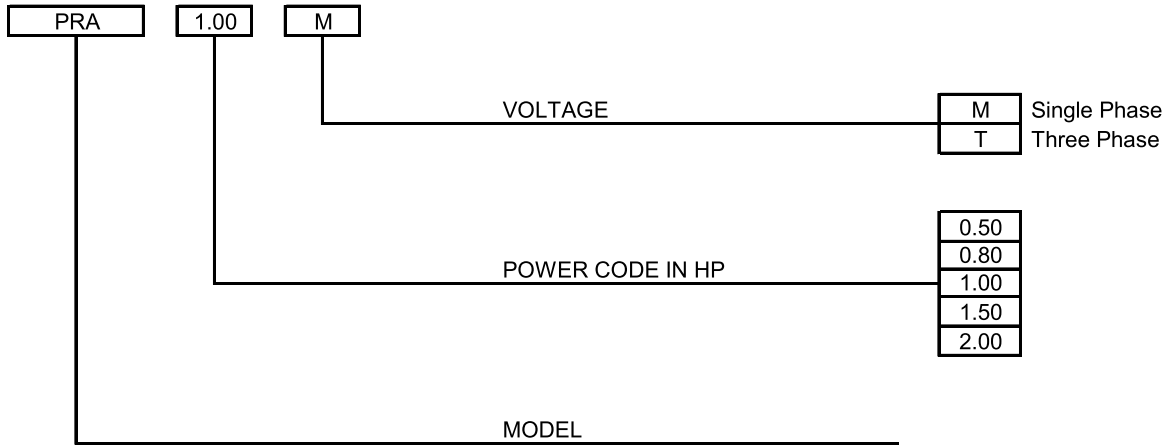 PRA 1.00 M
VOLTAGE
M Single Phase
T Three Phase
0.50
0.80
POWER CODE IN HP
1.00
1.50
2.00
MODEL